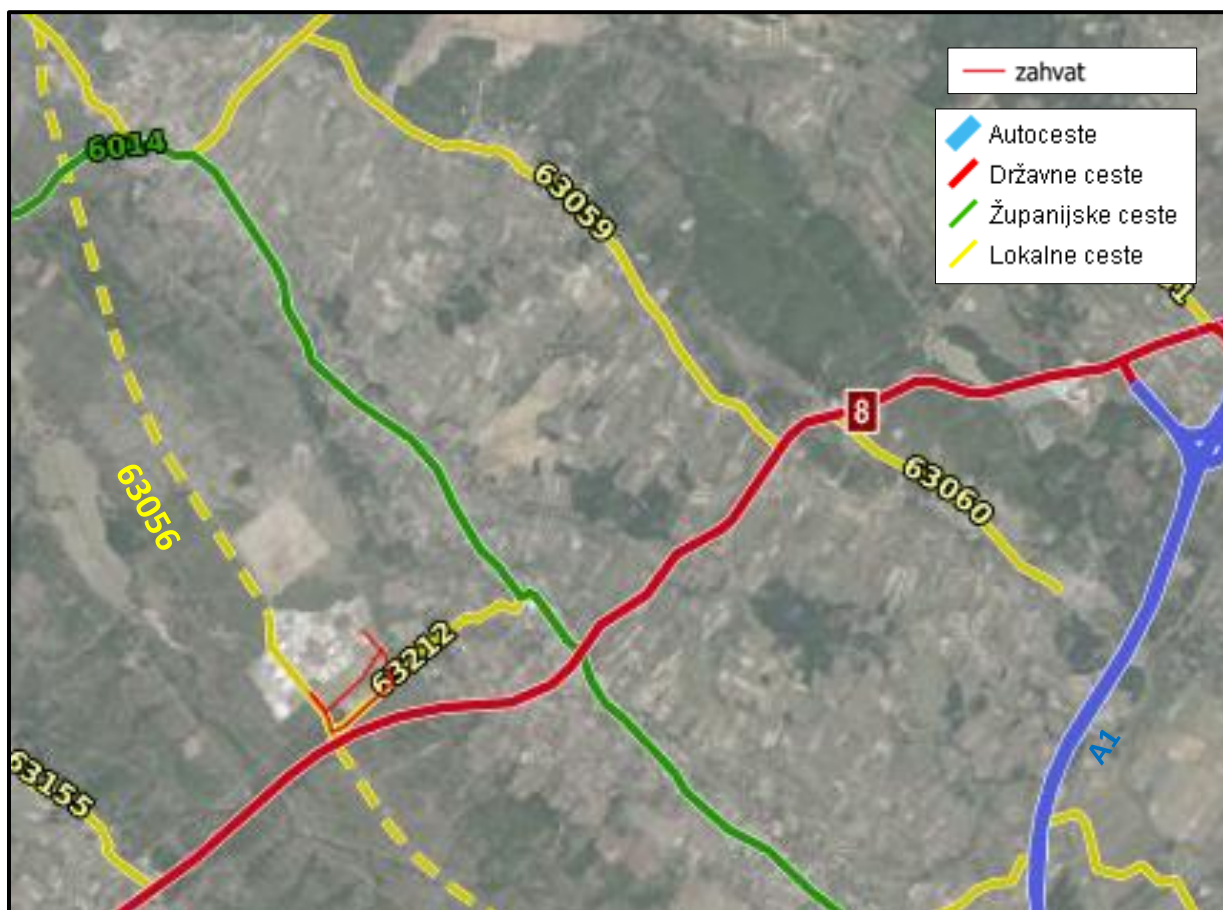 zahvat
Autoceste
Državne ceste
Županijske ceste
Lokalne ceste
6014
63059
8
63060
63056
63212
A1
63155